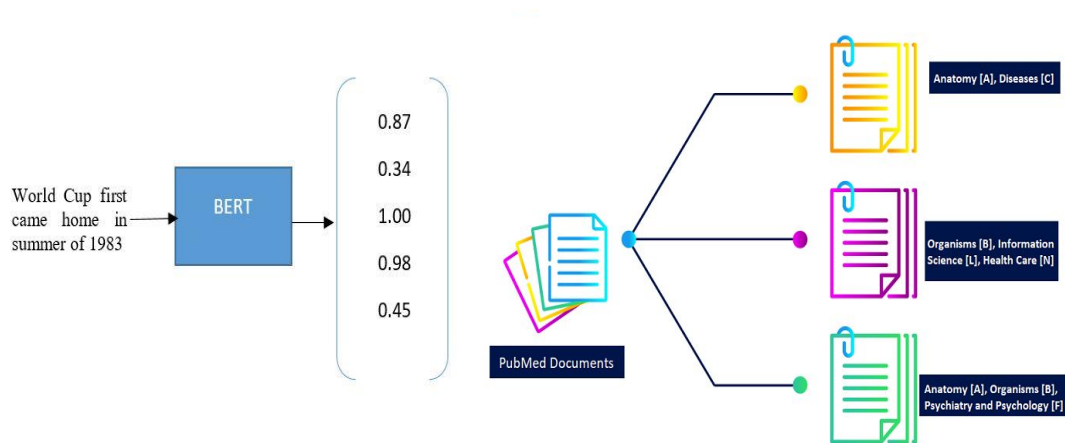 World Cup first
came home in
summer of 1983
BERT
0.87
0.34
1.00
0.98
0.45
PubMed Documents
Anatomy [A], Diseases [C]
Organisms [B], Information
Science [L], Health Care [N]
Anatomy [A], Organisms [B],
Psychiatry and Psychology [F]